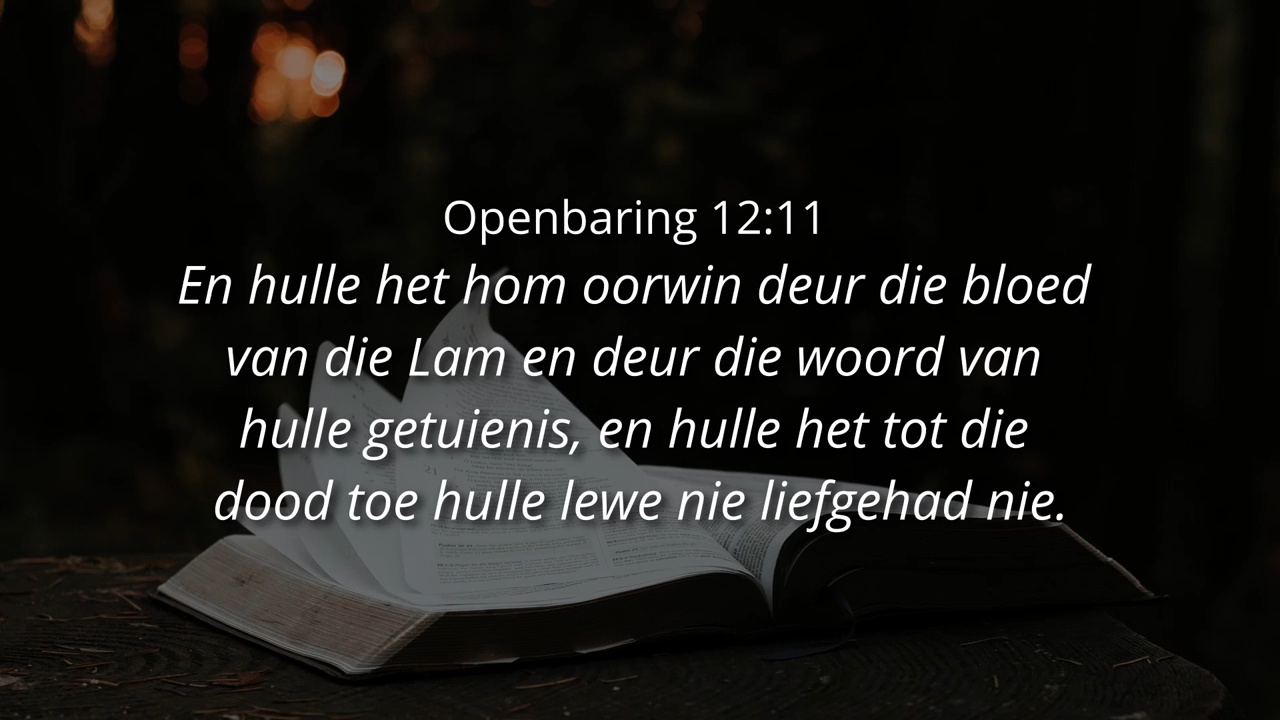 Openbaring 12:11
En hulle het hom oorwin deur die bloed
van die Lam en deur die woord van
hulle getuienis, en hulle het tot die
dood toe hulle lewe nie liefgehad nie.